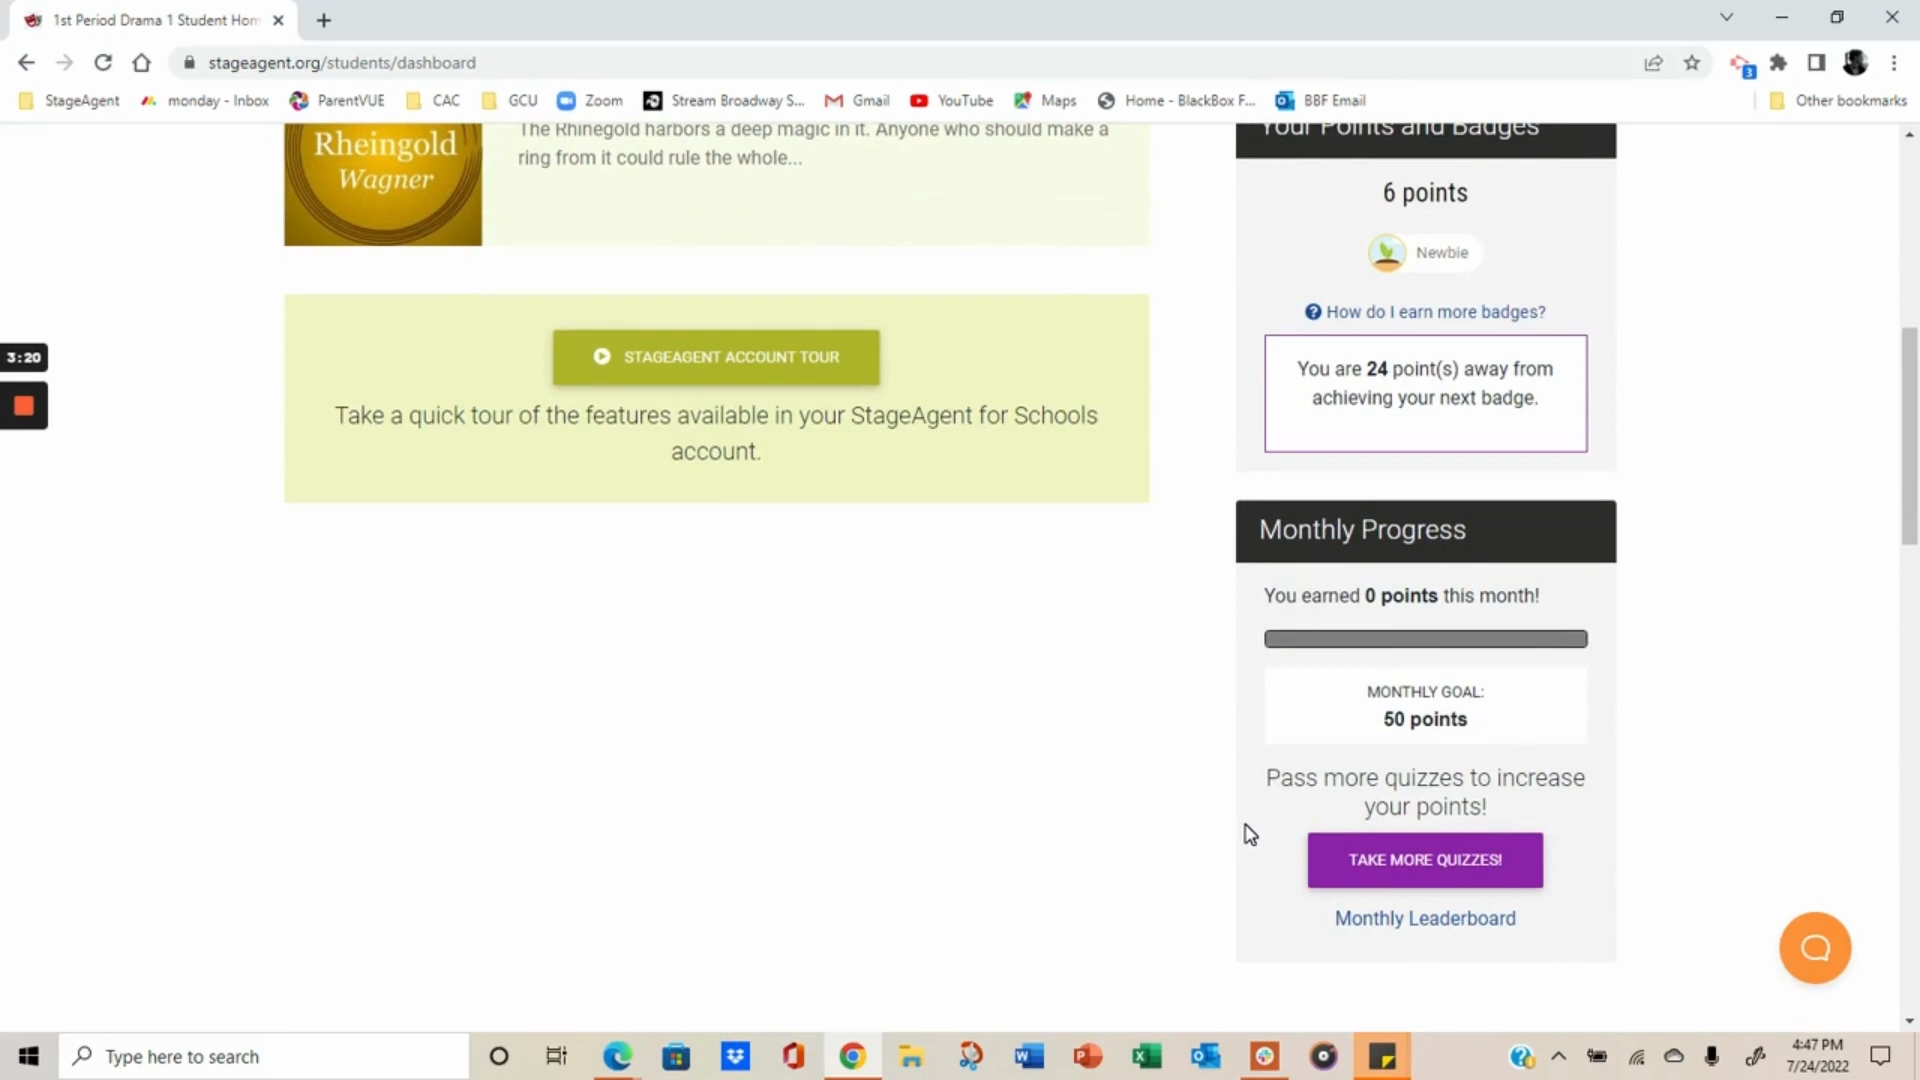 1st Period Drama 1 Student Hom
stageagent.org/students/dashboard
StageAgent monday - Inbox ParentVUE CAC GCU Zoom Stream Broadway S... Gmail YouTube Maps Home - BlackBox F... BBF Email Other bookmarks
3
Rheingold
Wagner
The Rhinegold harbors a deep magic in it. Anyone who should make a
ring from it could rule the whole...
Your Points and Badges
6 points
Newbie
How do I earn more badges?
You are 24 point(s) away from
achieving your next badge.
3:20
STAGEAGENT ACCOUNT TOUR
Take a quick tour of the features available in your StageAgent for Schools
account.
Monthly Progress
You earned 0 points this month!
MONTHLY GOAL:
50 points
Pass more quizzes to increase
your points!
TAKE MORE QUIZZES!
Monthly Leaderboard
Type here to search
4:47 PM
7/24/2022